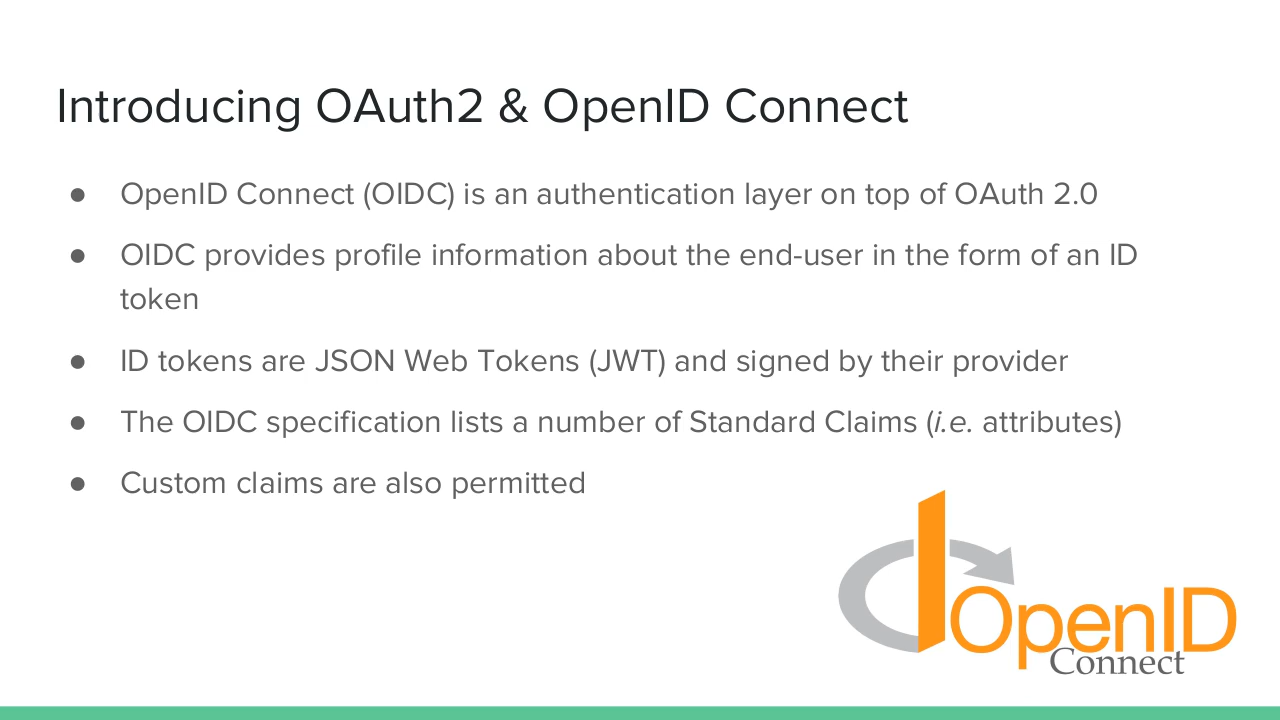 Introducing OAuth2 & OpenID Connect
● OpenID Connect (OIDC) is an authentication layer on top of OAuth 2.0
● OIDC provides profile information about the end-user in the form of an ID
token
● ID tokens are JSON Web Tokens (JWT) and signed by their provider
● The OIDC specification lists a number of Standard Claims (i.e. attributes)
● Custom claims are also permitted
OpenID
Connect